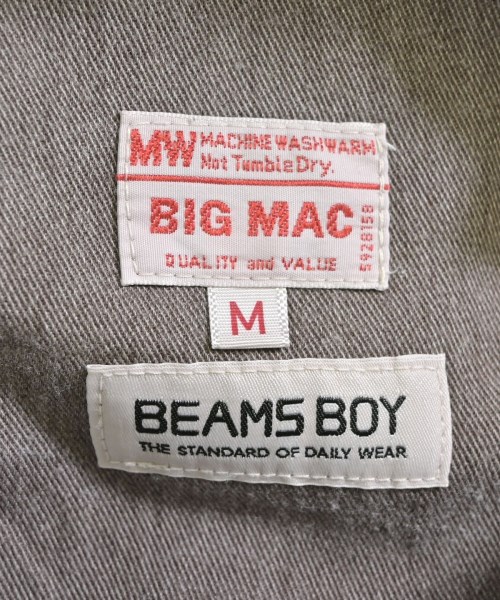 MW MACHINE WASH WARM
Not Tumble Dry.
BIG MAC
5928158
QUALITY and VALUE
M
BEAMS BOY
THE STANDARD OF DAILY WEAR